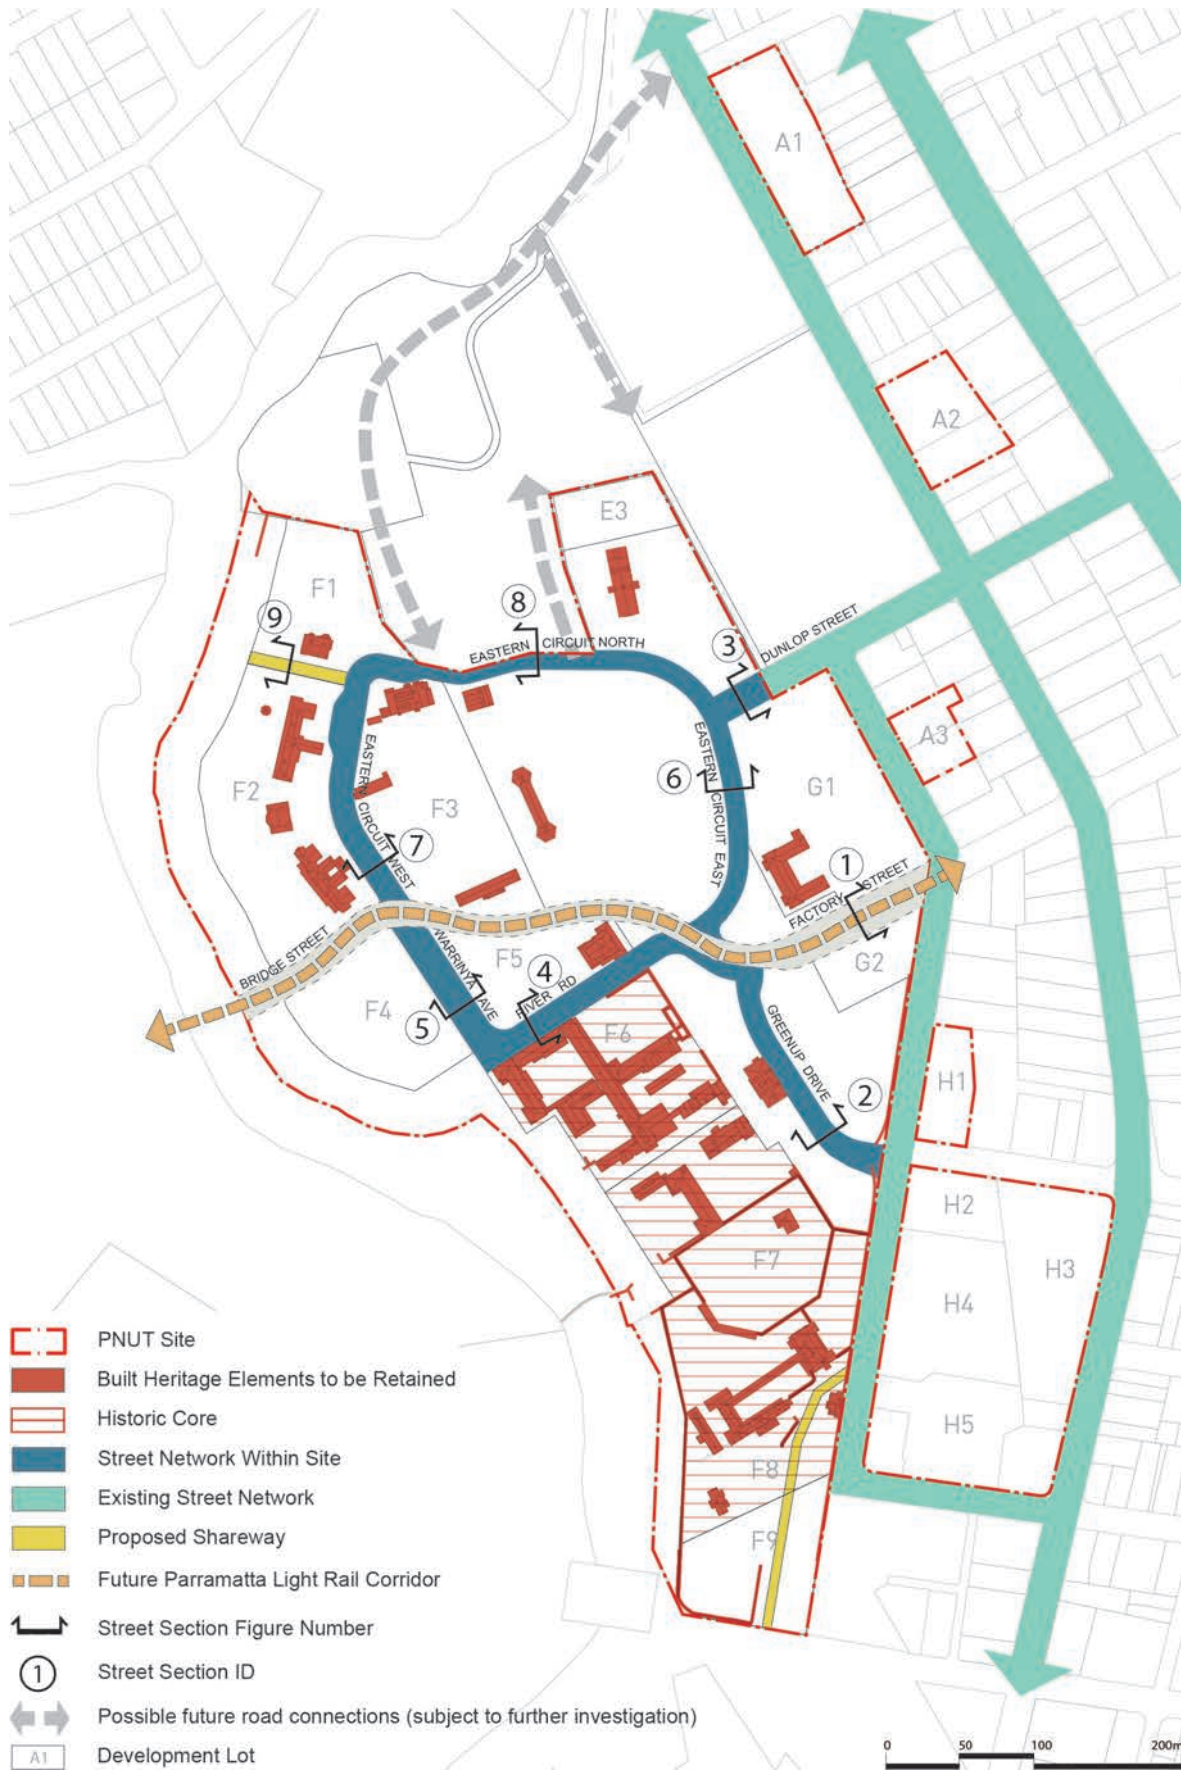 A1
A2
E3
F1
8
EASTERN CIRCUIT NORTH
9
3
DUNLOP STREET
A3
EASTERN CIRCUIT WEST
F2
F3
EASTERN CIRCUIT EAST
6
G1
7
1
FACTORY STREET
BRIDGE STREET
WARRINYA AVE
F5
4
RIVER RD
G2
F4
5
F6
GREENUP DRIVE
H1
2
H2
F7
H3
H4
H5
F8
F9
PNUT Site
Built Heritage Elements to be Retained
Historic Core
Street Network Within Site
Existing Street Network
Proposed Shareway
Future Parramatta Light Rail Corridor
Street Section Figure Number
1 Street Section ID
Possible future road connections (subject to further investigation)
A1 Development Lot
0 50 100 200m